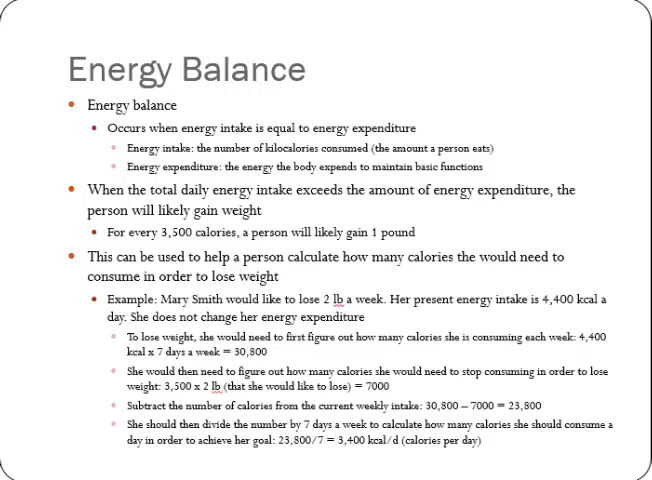 Energy Balance
Energy balance
Occurs when energy intake is equal to energy expenditure
Energy intake: the number of kilocalories consumed (the amount a person eats)
Energy expenditure: the energy the body expends to maintain basic functions
When the total daily energy intake exceeds the amount of energy expenditure, the
person will likely gain weight
For every 3,500 calories, a person will likely gain 1 pound
This can be used to help a person calculate how many calories the would need to
consume in order to lose weight
Example: Mary Smith would like to lose 2 lb a week. Her present energy intake is 4,400 kcal a
day. She does not change her energy expenditure
To lose weight, she would need to first figure out how many calories she is consuming each week: 4,400
kcal x 7 days a week = 30,800
She would then need to figure out how many calories she would need to stop consuming in order to lose
weight: 3,500 x 2 lb (that she would like to lose) = 7000
Subtract the number of calories from the current weekly intake: 30,800 – 7000 = 23,800
She should then divide the number by 7 days a week to calculate how many calories she should consume a
day in order to achieve her goal: 23,800/7 = 3,400 kcal/d (calories per day)